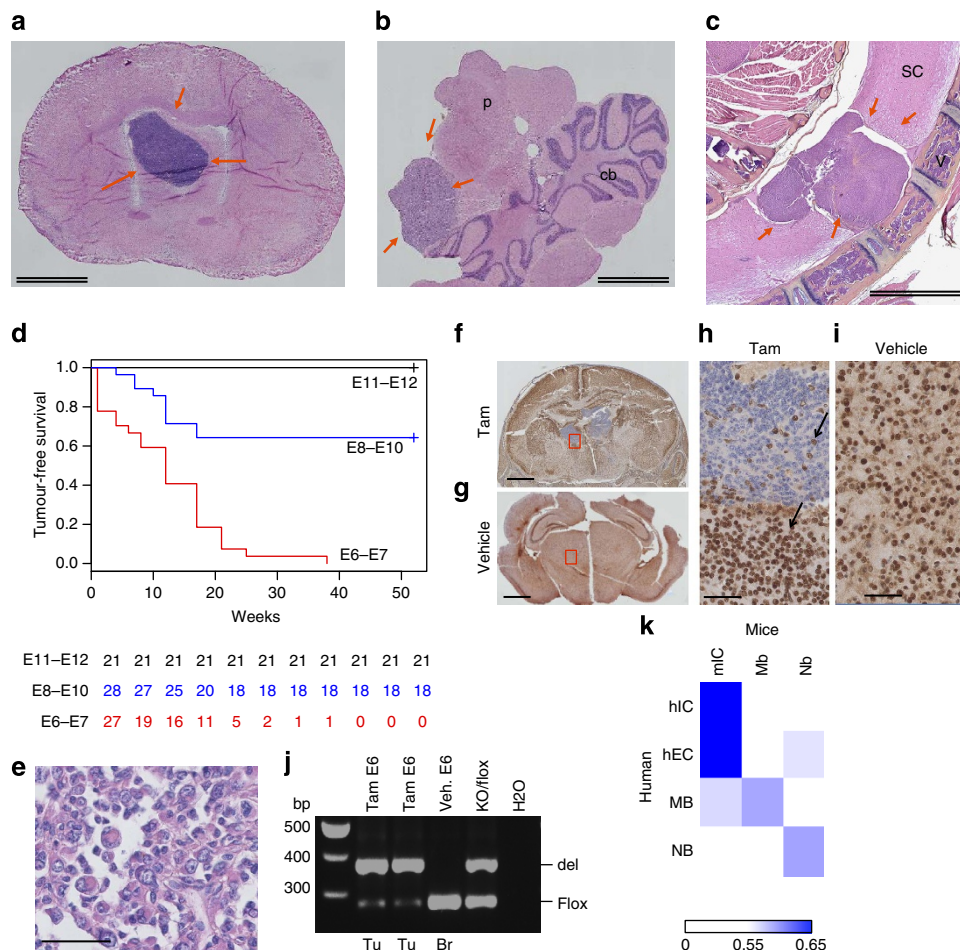 a
b
c
p
cb
SC
V
d
Tumour-free survival
1.0
0.8
0.6
0.4
0.2
0.0
E11–E12
E8–E10
E6–E7
0 10 20 30 40 50
Weeks
E11–E12 21 21 21 21 21 21 21 21 21 21
E8–E10 28 27 25 20 18 18 18 18 18 18 18
E6–E7 27 19 16 11 5 2 1 1 0 0 0
e
f
Tam
g
Vehicle
h
Tam
i
Vehicle
j
bp
500
400
300
Tam E6
Tam E6
Veh. E6
KO/flox
H2O
del
Flox
Tu Tu Br
k
Mice
mIC
Mb
Nb
Human
hIC
hEC
MB
NB
0 0.55 0.65